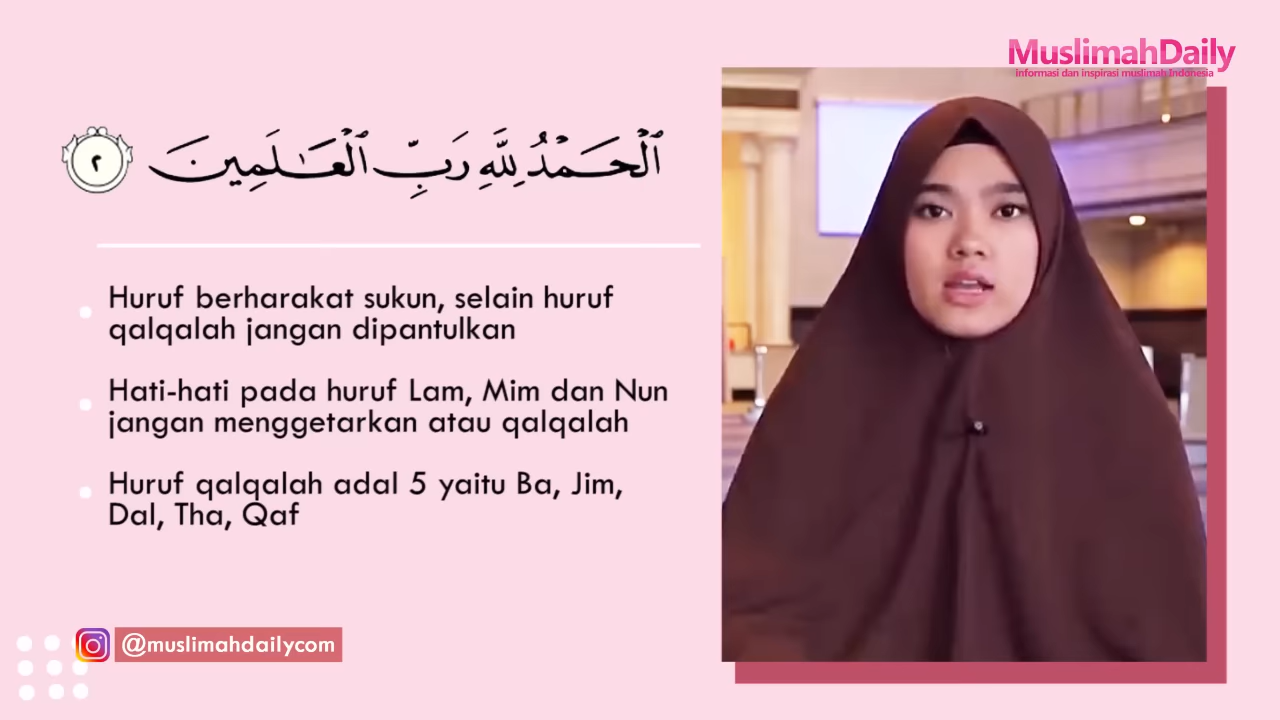 MuslimahDaily
informasi dan inspirasi muslimah Indonesia
ٱلْحَمْدُ لِلَّهِ رَبِّ ٱلْعَـٰلَمِينَ ٢
Huruf berharakat sukun, selain huruf
qalqalah jangan dipantulkan
Hati-hati pada huruf Lam, Mim dan Nun
jangan menggetarkan atau qalqalah
Huruf qalqalah adal 5 yaitu Ba, Jim,
Dal, Tha, Qaf
@muslimahdailycom